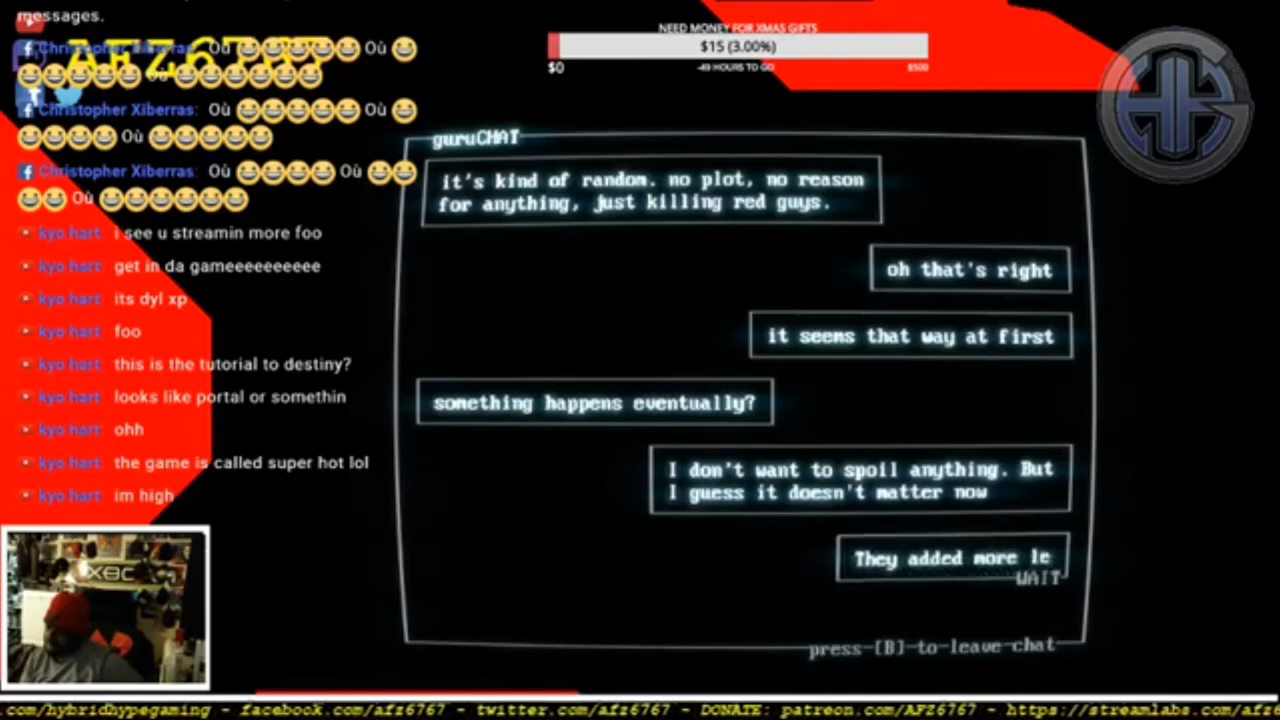 messages.
AFZ6767
Christopher Xiberras: Où 😀😀😀😀😀 Où 😀
😀😀😀😀😀 Où 😀😀😀😀😀😀
Christopher Xiberras: Où 😀😀😀😀😀 Où 😀
😀😀😀😀 Où 😀😀😀😀😀
Christopher Xiberras: Où 😀😀😀😀 Où 😀😀
😀😀 Où 😀😀😀😀😀😀
kyo hart i see u streamin more foo
kyo hart get in da gameeeeeeeeee
kyo hart its dyl xp
kyo hart foo
kyo hart this is the tutorial to destiny?
kyo hart looks like portal or somethin
kyo hart ohh
kyo hart the game is called super hot lol
kyo hart im high
NEED MONEY FOR XMAS GIFTS
$15 (3.00%)
$0 -49 HOURS TO GO $500
guruCHAT
it's kind of random. no plot, no reason
for anything, just killing red guys.
oh that's right
it seems that way at first
something happens eventually?
I don't want to spoil anything. But
I guess it doesn't matter now
They added more le
WAIT
press [B] to leave chat
XBO
.com/hybridhypegaming - facebook.com/afz6767 - twitter.com/afz6767 - DONATE: patreon.com/AFZ6767 - https://streamlabs.com/afz6